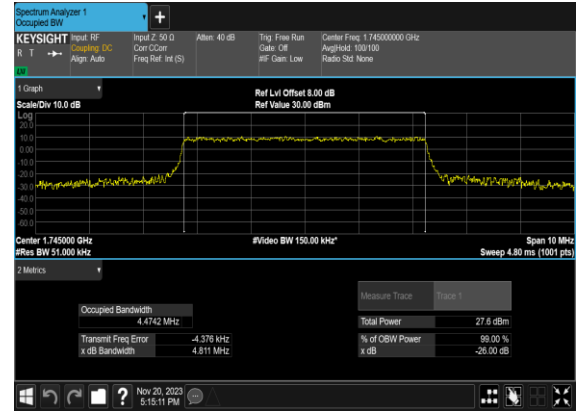 Spectrum Analyzer 1
Occupied BW
KEYSIGHT Input: RF Input Z: 50 Ω Atten: 40 dB Trig: Free Run Center Freq: 1.745000000 GHz
R T Coupling: DC Corr CCorr Gate: Off Avg|Hold: 100/100
Align: Auto Freq Ref: Int (S) #IF Gain: Low Radio Std: None
LV
1 Graph Ref Lvl Offset 8.00 dB
Scale/Div 10.0 dB Ref Value 30.00 dBm
Log
20.0
10.0
0.00
-10.0
-20.0
-30.0
-40.0
-50.0
-60.0
Center 1.745000 GHz #Video BW 150.00 kHz* Span 10 MHz
#Res BW 51.000 kHz Sweep 4.80 ms (1001 pts)
2 Metrics
Measure Trace Trace 1
Occupied Bandwidth
4.4742 MHz Total Power 27.6 dBm
Transmit Freq Error -4.376 kHz % of OBW Power 99.00 %
x dB Bandwidth 4.811 MHz x dB -26.00 dB
Nov 20, 2023
5:15:11 PM